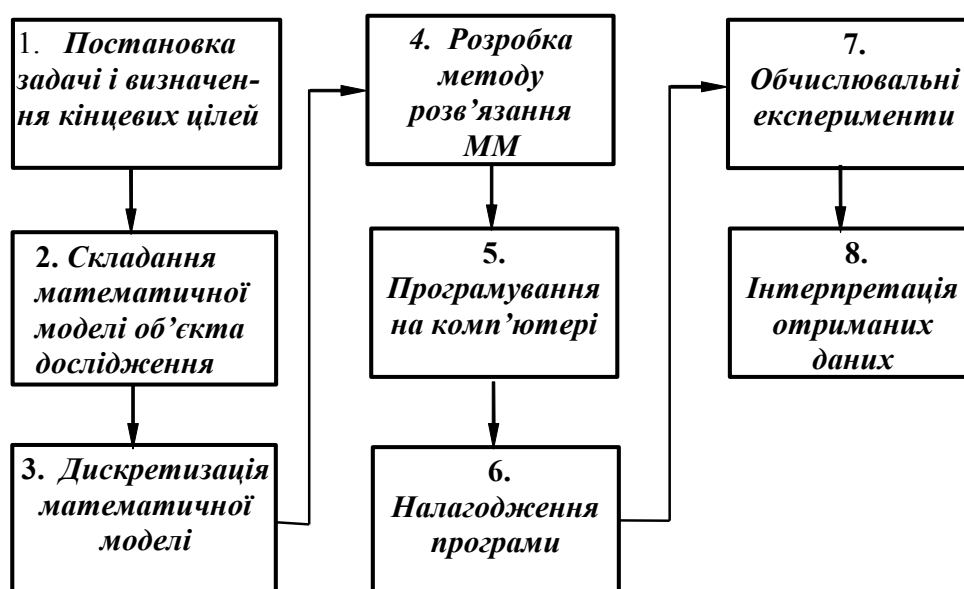 1. Постановка
задачі і визначен-
ня кінцевих цілей
2. Складання
математичної
моделі об’єкта
дослідження
3. Дискретизація
математичної
моделі
4. Розробка
методу
розв’язання
ММ
5.
Програмування
на комп’ютері
6.
Налагодження
програми
7.
Обчислювальні
експерименти
8.
Інтерпретація
отриманих
даних